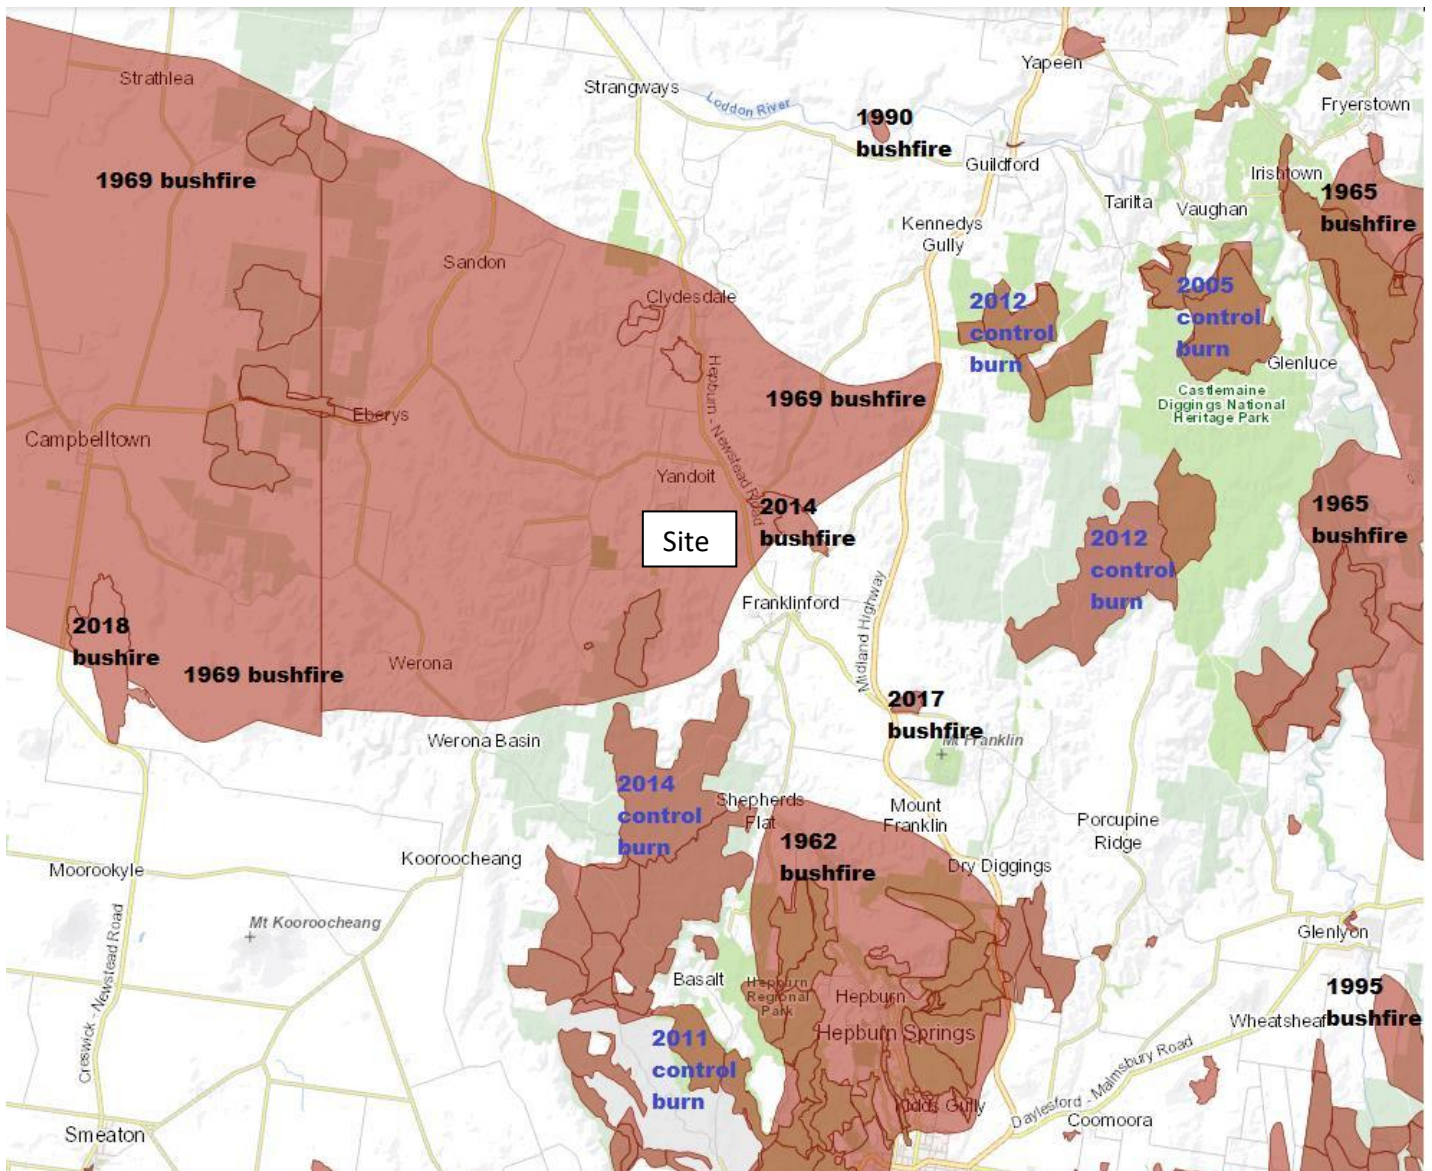 Strathlea
Strangways
Loddon River
Yapeen
Fryerstown
1990
bushfire
Guildford
1969 bushfire
Irishtown
1965
bushfire
Tarilta
Vaughan
Kennedys
Gully
Sandon
Clydesdale
2012
control
burn
2005
control
burn
Glenluce
Castlemaine
Diggings National
Heritage Park
Hepburn - Newstead Road
1969 bushfire
Eberys
Campbelltown
Yandoit
2014
bushfire
Site
1965
bushfire
2012
control
burn
Franklinford
Midland Highway
2018
bushire
1969 bushfire
Werona
2017
bushfire
Mt Franklin
Werona Basin
2014
control
burn
Shepherds
Flat
Mount
Franklin
Porcupine
Ridge
1962
bushfire
Dry Diggings
Moorookyle
Kooroocheang
Mt Kooroocheang
Creswick - Newstead Road
Glenlyon
Basalt
Hepburn
Regional
Park
Hepburn
1995
bushfire
Wheatsheaf
Hepburn Springs
2011
control
burn
Daylesford - Malmsbury Road
Kidds Gully
Coomoora
Smeaton